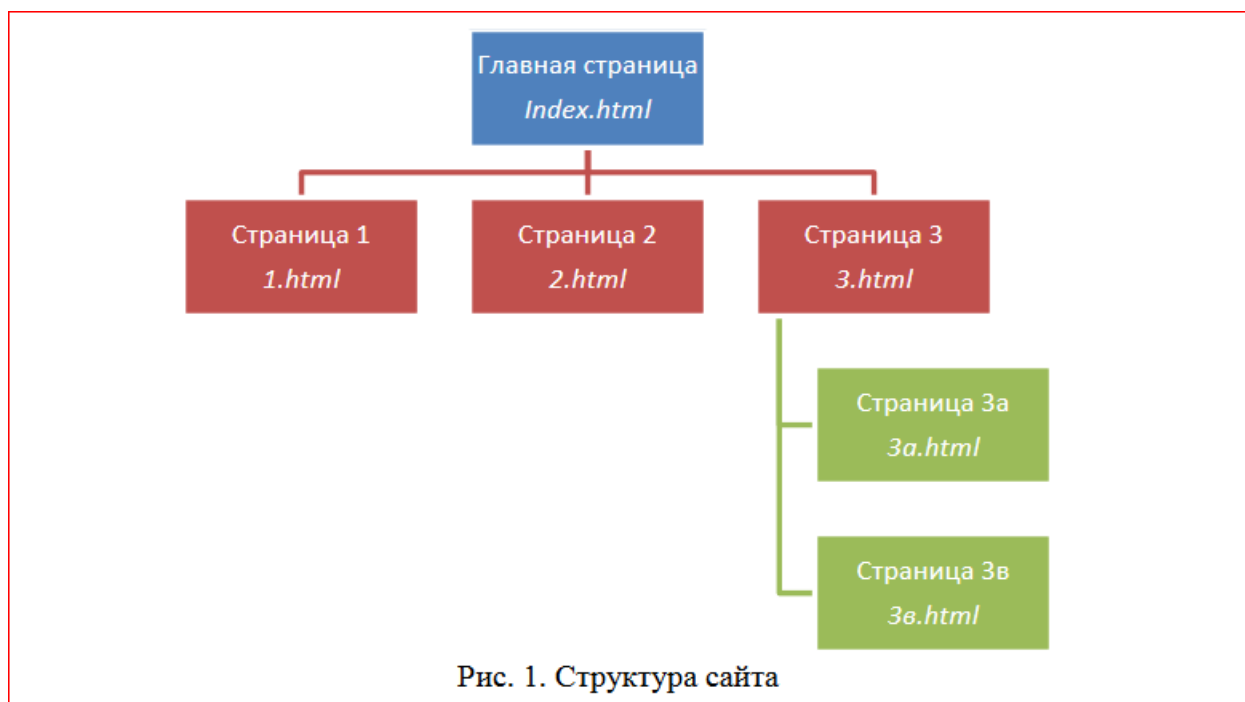 Главная страница
Index.html
Страница 1
1.html
Страница 2
2.html
Страница 3
3.html
Страница 3а
3а.html
Страница 3в
3в.html
Рис. 1. Структура сайта